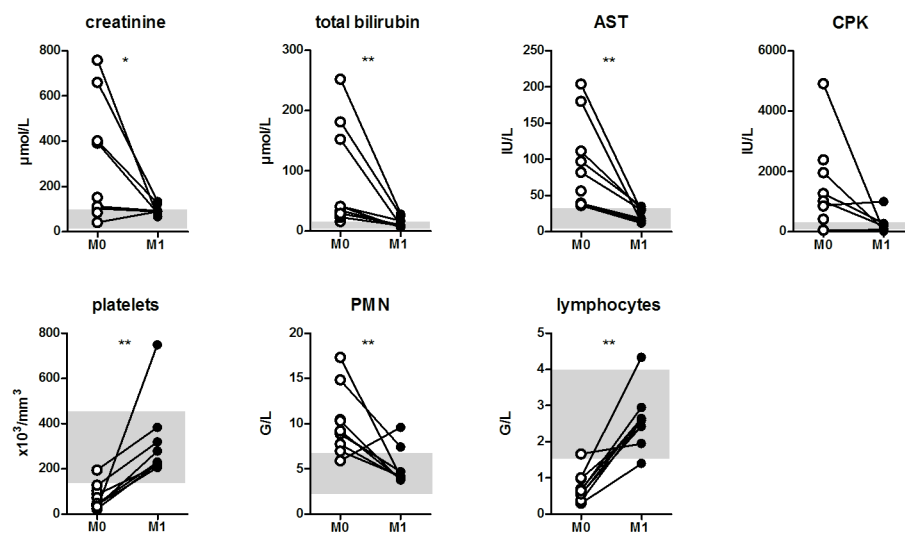 creatinine
800
600
400
200
0
µmol/L
*
M0 M1
total bilirubin
300
200
100
0
µmol/L
**
M0 M1
AST
250
200
150
100
50
0
IU/L
**
M0 M1
CPK
6000
4000
2000
0
IU/L
M0 M1
platelets
800
600
400
200
0
x10³/mm³
**
M0 M1
PMN
20
15
10
5
0
G/L
**
M0 M1
lymphocytes
5
4
3
2
1
0
G/L
**
M0 M1